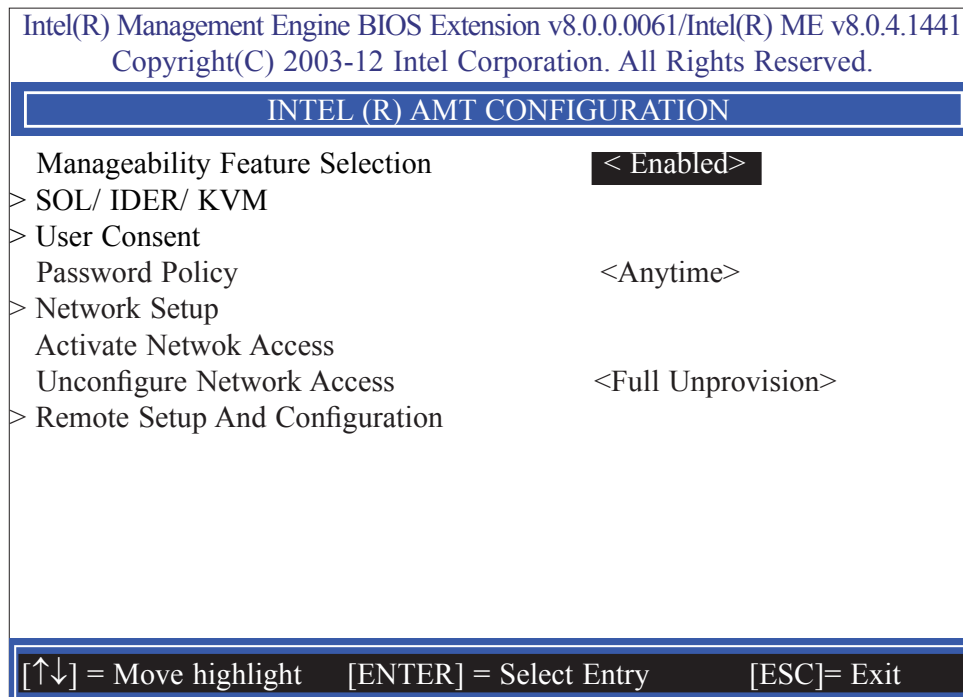 Intel(R) Management Engine BIOS Extension v8.0.0.0061/Intel(R) ME v8.0.4.1441
Copyright(C) 2003-12 Intel Corporation. All Rights Reserved.
INTEL (R) AMT CONFIGURATION
Manageability Feature Selection < Enabled>
> SOL/ IDER/ KVM
> User Consent
Password Policy <Anytime>
> Network Setup
Activate Netwok Access
Unconfigure Network Access <Full Unprovision>
> Remote Setup And Configuration
[↑↓] = Move highlight [ENTER] = Select Entry [ESC]= Exit